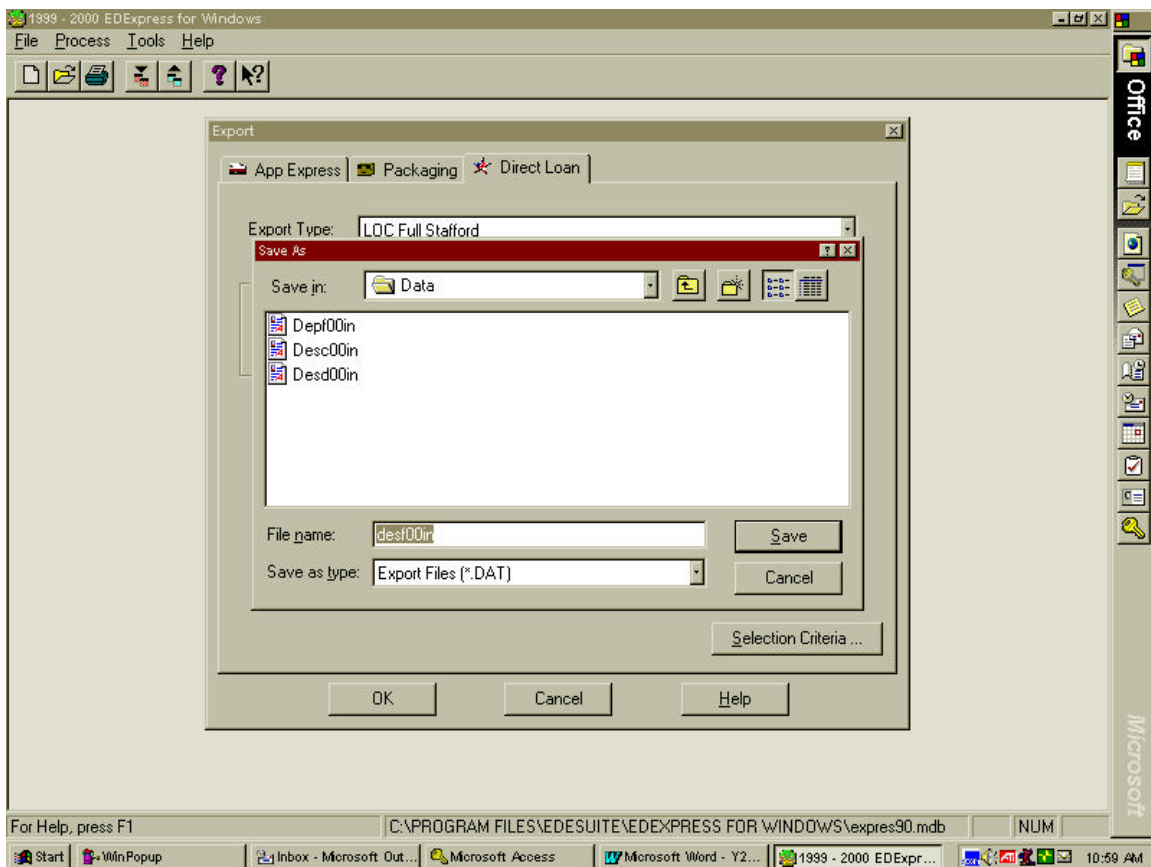 1999 - 2000 EDExpress for Windows
File Process Tools Help
Office
Export
App Express Packaging Direct Loan
Export Type: LOC Full Stafford
Save As
Save in: Data
Depf00in
Desc00in
Desd00in
File name: desf00in Save
Save as type: Export Files (*.DAT) Cancel
Selection Criteria ...
OK Cancel Help
Microsoft
For Help, press F1 C:\PROGRAM FILES\EDESUITE\EDEXPRESS FOR WINDOWS\expres90.mdb NUM
Start WinPopup Inbox - Microsoft Out... Microsoft Access Microsoft Word - Y2... 1999 - 2000 EDExpr... 10:59 AM